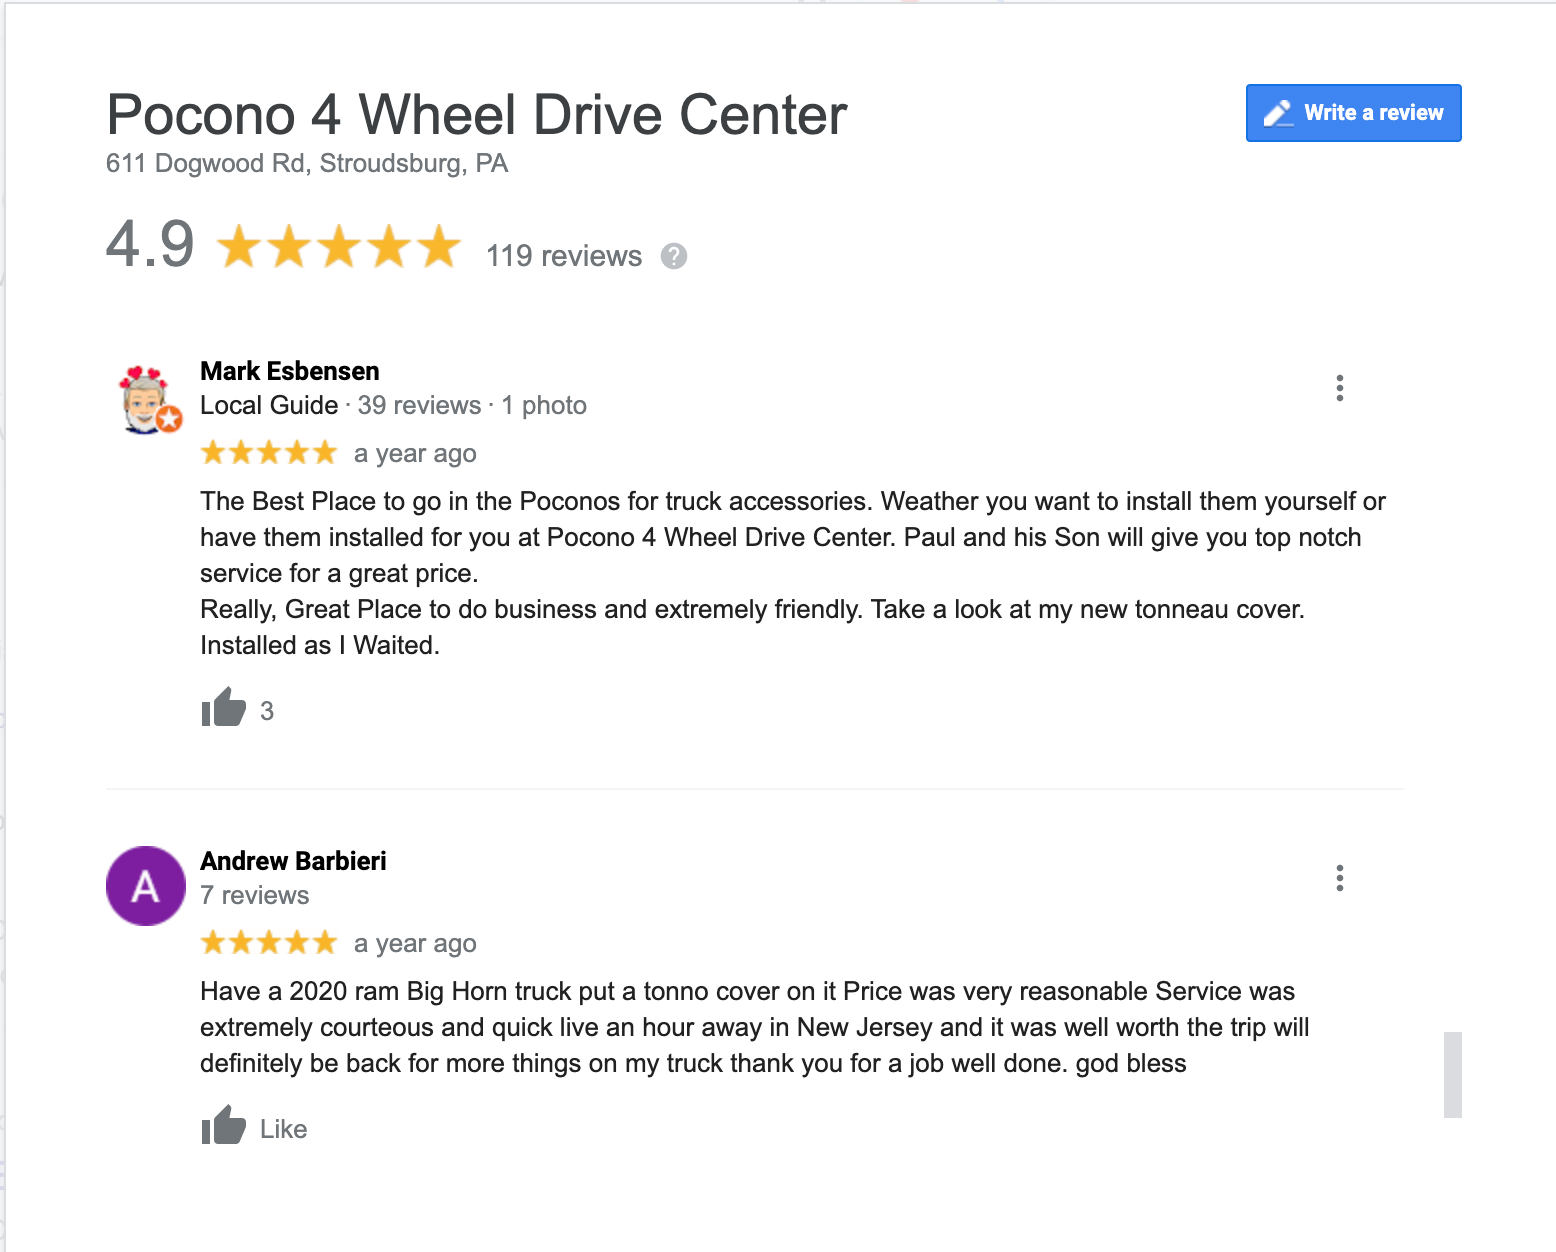 Pocono 4 Wheel Drive Center
Write a review
611 Dogwood Rd, Stroudsburg, PA
4.9 119 reviews ?
Mark Esbensen
Local Guide · 39 reviews · 1 photo
a year ago
The Best Place to go in the Poconos for truck accessories. Weather you want to install them yourself or
have them installed for you at Pocono 4 Wheel Drive Center. Paul and his Son will give you top notch
service for a great price.
Really, Great Place to do business and extremely friendly. Take a look at my new tonneau cover.
Installed as I Waited.
3
A
Andrew Barbieri
7 reviews
a year ago
Have a 2020 ram Big Horn truck put a tonno cover on it Price was very reasonable Service was
extremely courteous and quick live an hour away in New Jersey and it was well worth the trip will
definitely be back for more things on my truck thank you for a job well done. god bless
Like